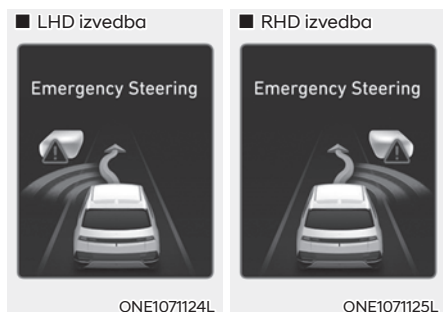 ■ LHD izvedba
Emergency Steering
ONE1071124L
■ RHD izvedba
Emergency Steering
ONE1071125L